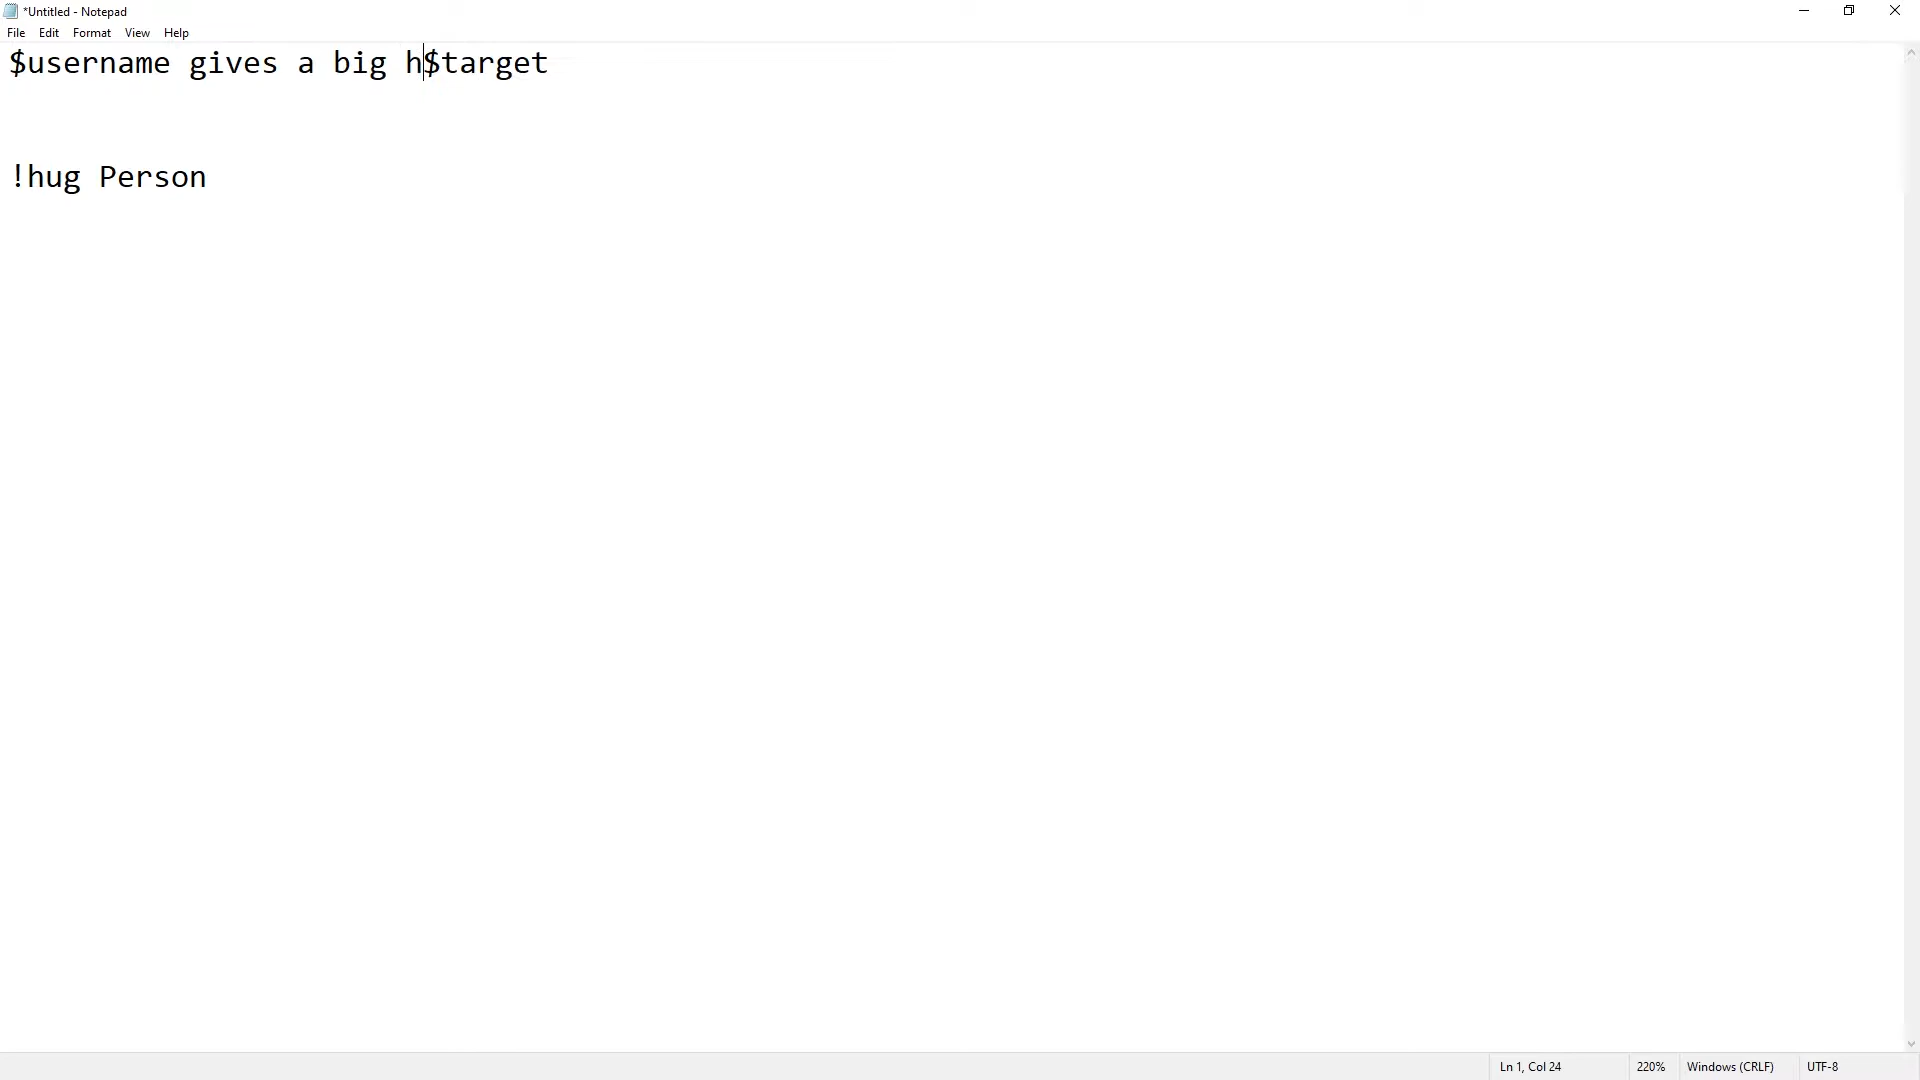 *Untitled - Notepad
File Edit Format View Help
$username gives a big h$target
!hug Person
Ln 1, Col 24 220% Windows (CRLF) UTF-8